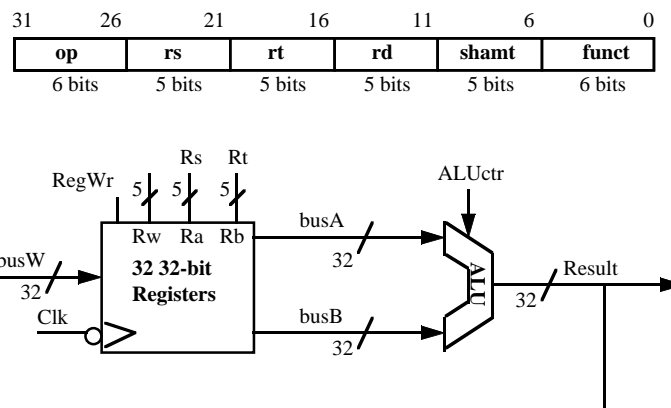 31 26 21 16 11 6 0
op rs rt rd shamt funct
6 bits 5 bits 5 bits 5 bits 5 bits 6 bits
Rs Rt
RegWr 5 5 5 ALUctr
Rw Ra Rb busA
busW 32 32-bit 32
32 Registers ALU 32 Result
Clk busB
32